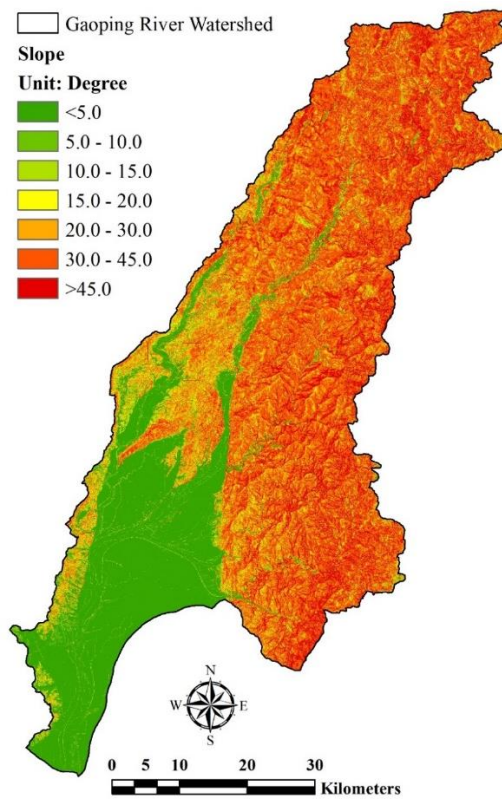 Gaoping River Watershed
Slope
Unit: Degree
<5.0
5.0 - 10.0
10.0 - 15.0
15.0 - 20.0
20.0 - 30.0
30.0 - 45.0
>45.0
N
W E
S
0 5 10 20 30
Kilometers